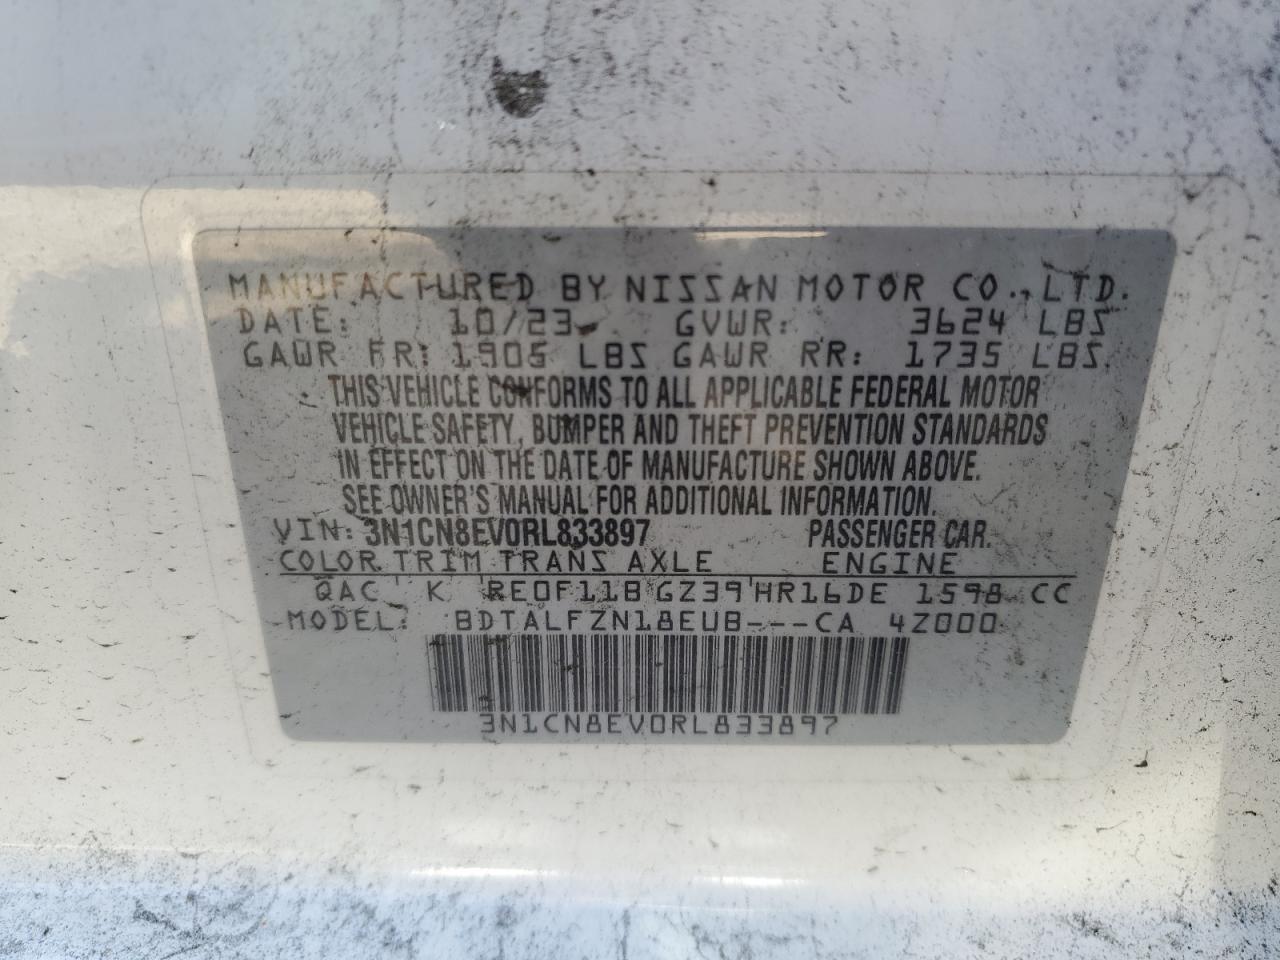 MANUFACTURED BY NISSAN MOTOR CO., LTD.
DATE: 10/23 GVWR: 3624 LBS
GAWR FR: 1905 LBS GAWR RR: 1735 LBS
THIS VEHICLE CONFORMS TO ALL APPLICABLE FEDERAL MOTOR
VEHICLE SAFETY, BUMPER AND THEFT PREVENTION STANDARDS
IN EFFECT ON THE DATE OF MANUFACTURE SHOWN ABOVE.
SEE OWNER'S MANUAL FOR ADDITIONAL INFORMATION.
VIN: 3N1CN8EV0RL833897 PASSENGER CAR.
COLOR TRIM TRANS AXLE ENGINE
QAC K RE0F11B GZ39 HR16DE 1598 CC
MODEL: BDTALFZN18EUB---CA 4Z000
3N1CN8EV0RL833897